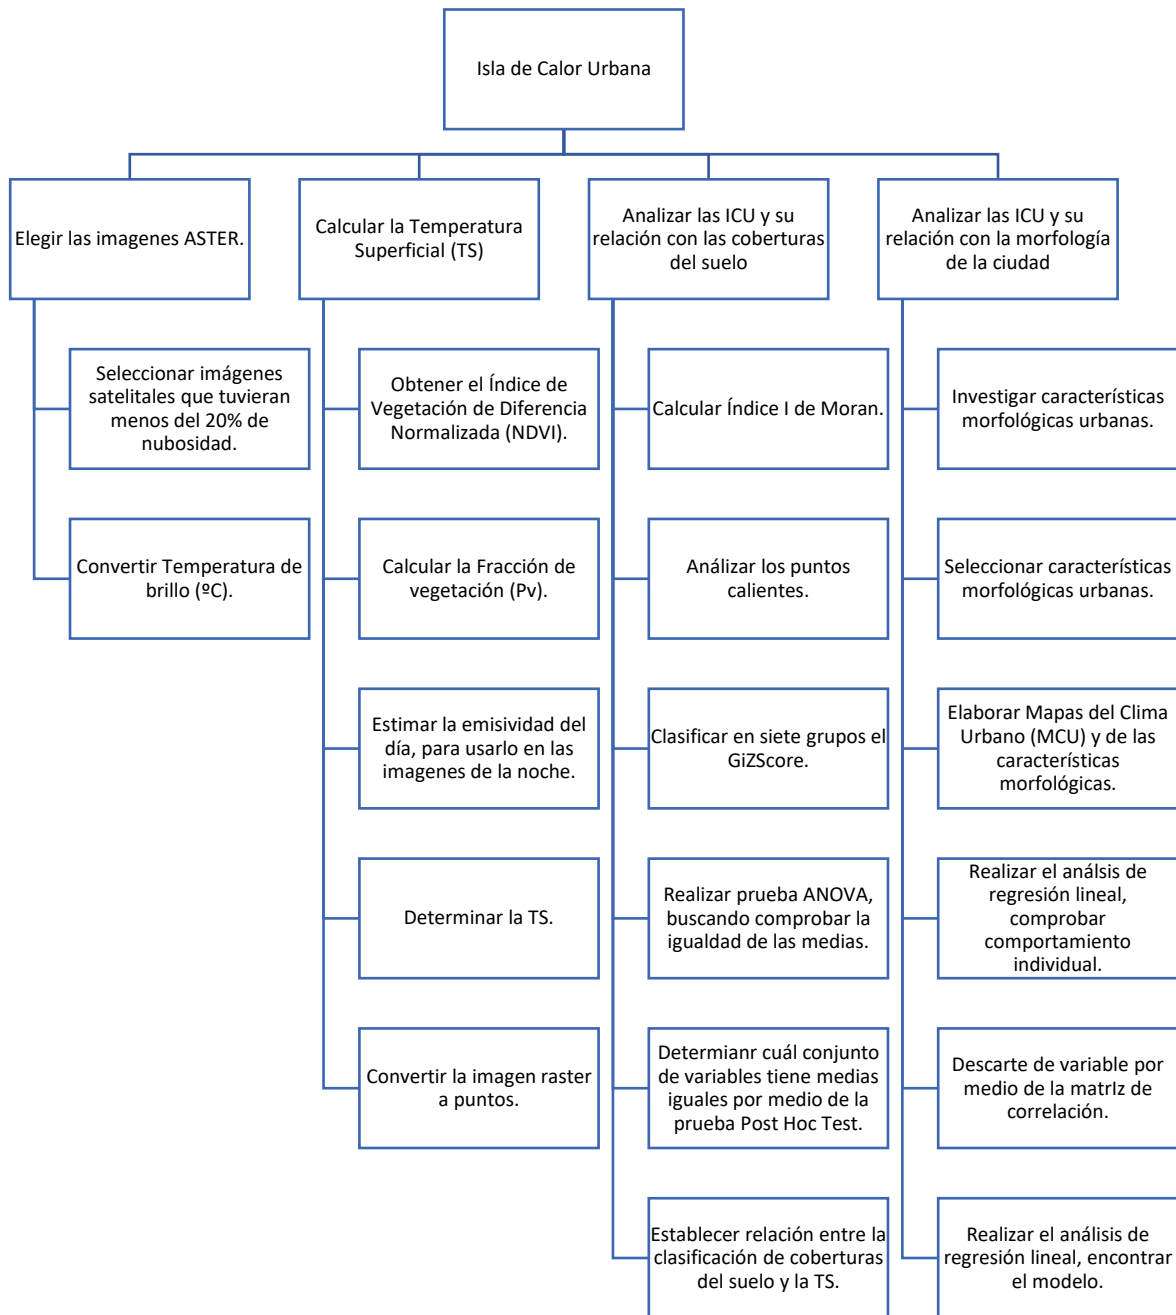 Isla de Calor Urbana
Elegir las imagenes ASTER.
Seleccionar imágenes
satelitales que tuvieran
menos del 20% de
nubosidad.
Convertir Temperatura de
brillo (ºC).
Calcular la Temperatura
Superficial (TS)
Obtener el Índice de
Vegetación de Diferencia
Normalizada (NDVI).
Calcular la Fracción de
vegetación (Pv).
Estimar la emisividad del
día, para usarlo en las
imagenes de la noche.
Determinar la TS.
Convertir la imagen raster
a puntos.
Analizar las ICU y su
relación con las coberturas
del suelo
Calcular Índice I de Moran.
Análizar los puntos
calientes.
Clasificar en siete grupos el
GiZScore.
Realizar prueba ANOVA,
buscando comprobar la
igualdad de las medias.
Determianr cuál conjunto
de variables tiene medias
iguales por medio de la
prueba Post Hoc Test.
Establecer relación entre la
clasificación de coberturas
del suelo y la TS.
Analizar las ICU y su
relación con la morfología
de la ciudad
Investigar características
morfológicas urbanas.
Seleccionar características
morfológicas urbanas.
Elaborar Mapas del Clima
Urbano (MCU) y de las
características
morfológicas.
Realizar el análsis de
regresión lineal,
comprobar
comportamiento
individual.
Descarte de variable por
medio de la matrIz de
correlación.
Realizar el análisis de
regresión lineal, encontrar
el modelo.